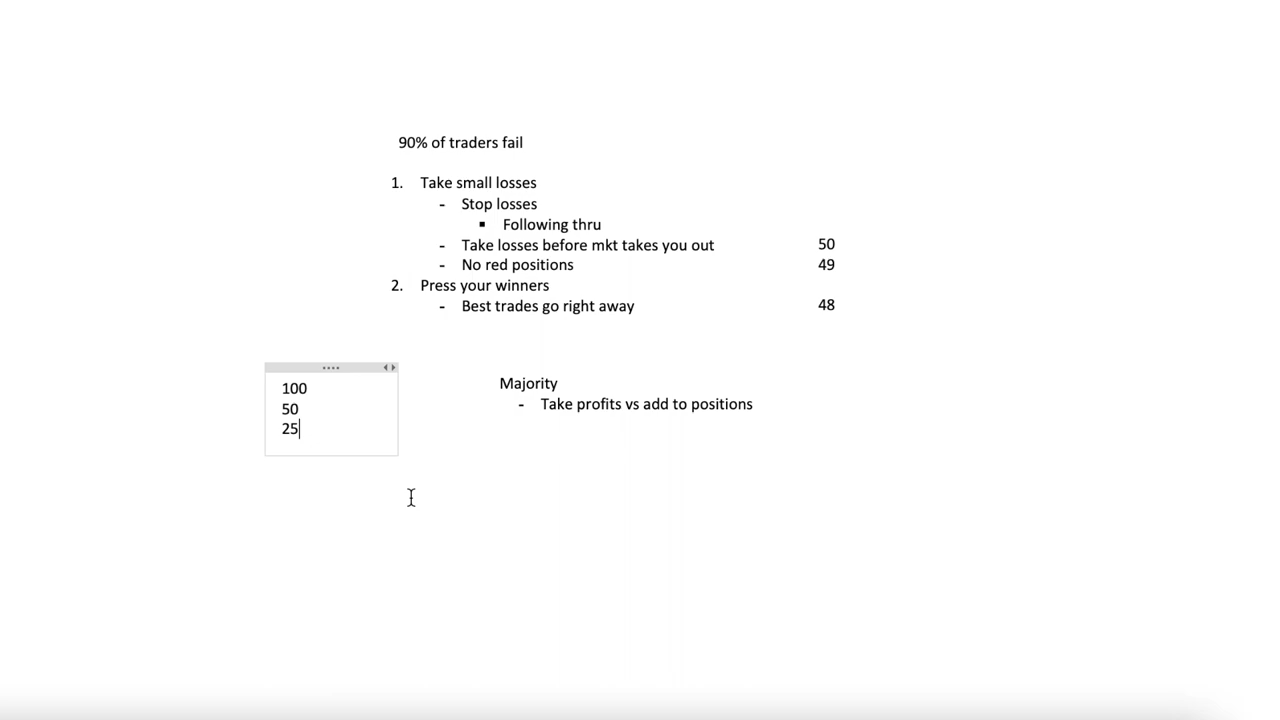 90% of traders fail
1. Take small losses
- Stop losses
▪ Following thru
- Take losses before mkt takes you out 50
- No red positions 49
2. Press your winners
- Best trades go right away 48
100
50
25
Majority
- Take profits vs add to positions